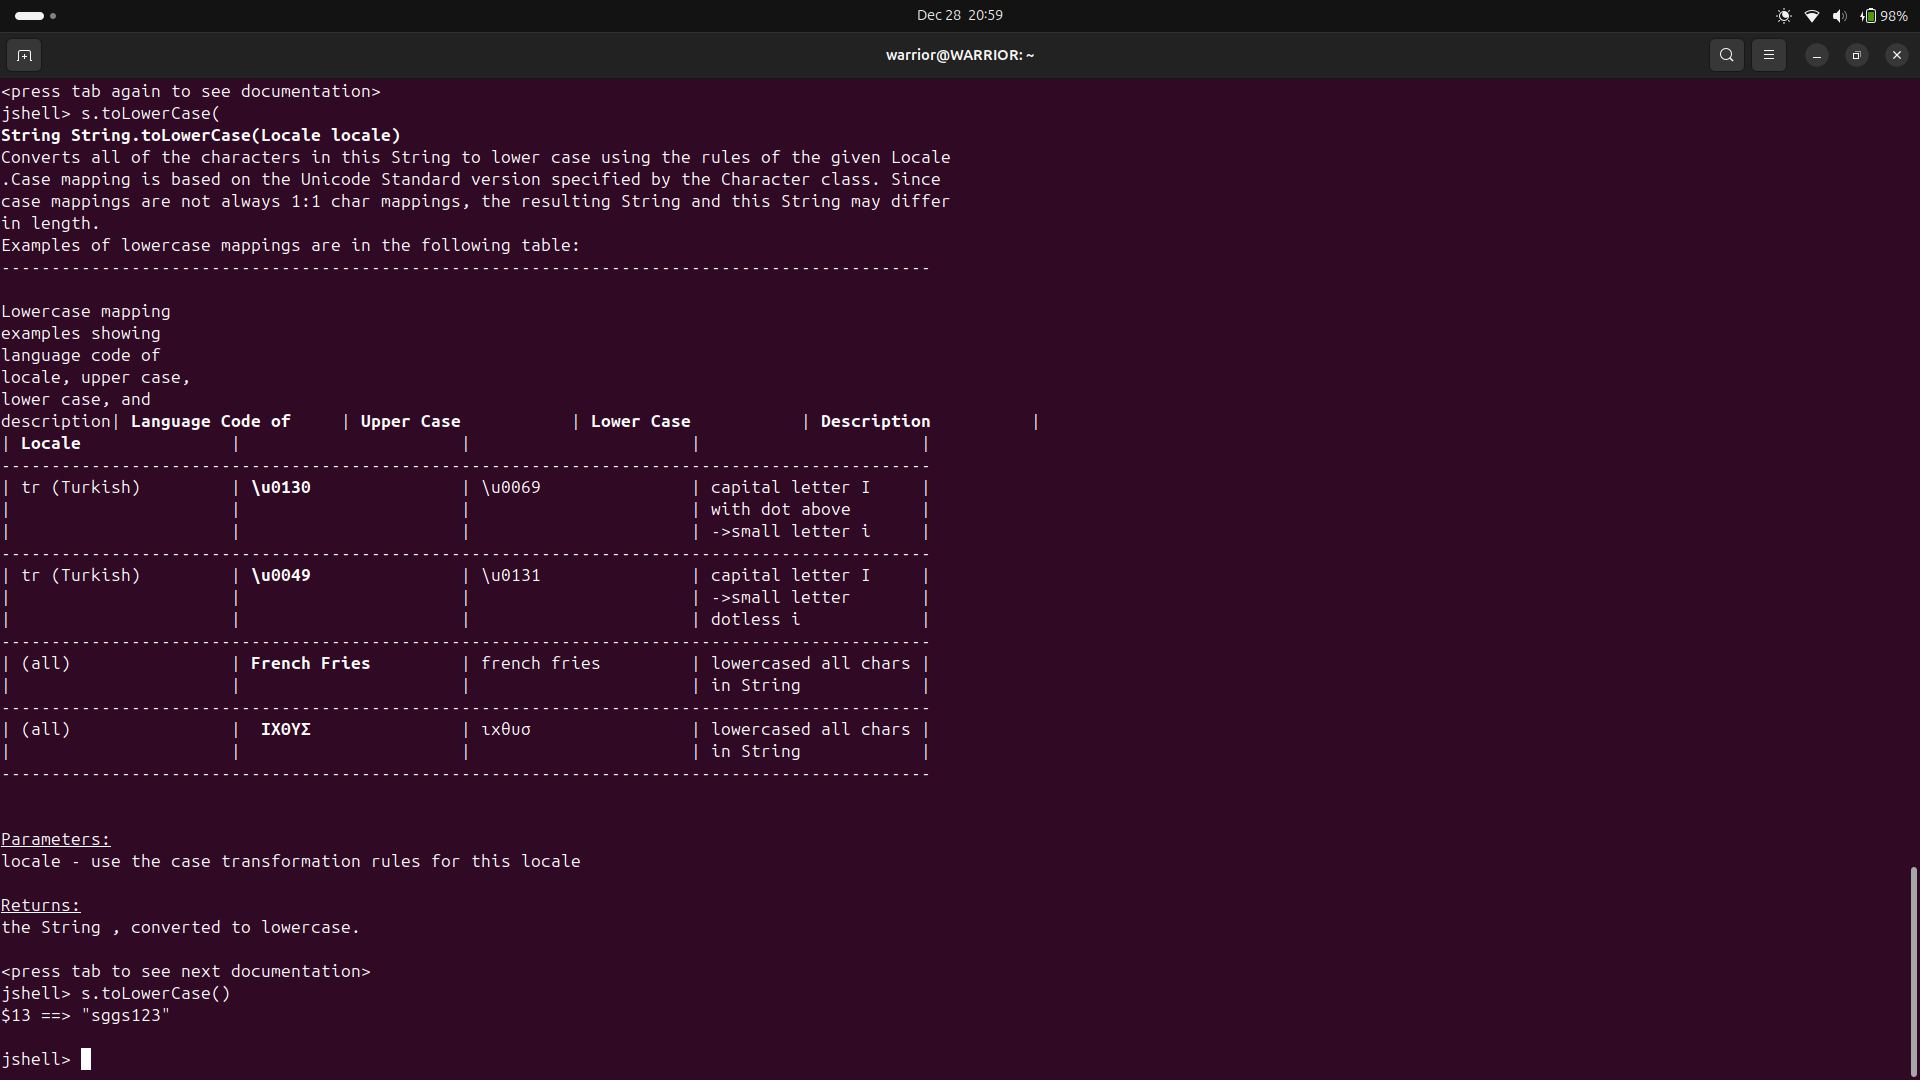 Dec 28 20:59
98%
warrior@WARRIOR: ~
<press tab again to see documentation>
jshell> s.toLowerCase(
String String.toLowerCase(Locale locale)
Converts all of the characters in this String to lower case using the rules of the given Locale
.Case mapping is based on the Unicode Standard version specified by the Character class. Since
case mappings are not always 1:1 char mappings, the resulting String and this String may differ
in length.
Examples of lowercase mappings are in the following table:
---------------------------------------------------------------------------------------------
Lowercase mapping
examples showing
language code of
locale, upper case,
lower case, and
description| Language Code of     | Upper Case           | Lower Case           | Description          |
| Locale               |                      |                      |                      |
---------------------------------------------------------------------------------------------
| tr (Turkish)         | \u0130               | \u0069               | capital letter I     |
|                      |                      |                      | with dot above       |
|                      |                      |                      | ->small letter i     |
---------------------------------------------------------------------------------------------
| tr (Turkish)         | \u0049               | \u0131               | capital letter I     |
|                      |                      |                      | ->small letter       |
|                      |                      |                      | dotless i            |
---------------------------------------------------------------------------------------------
| (all)                | French Fries         | french fries         | lowercased all chars |
|                      |                      |                      | in String            |
---------------------------------------------------------------------------------------------
| (all)                |  ΙΧΘΥΣ               | ιχθυσ                | lowercased all chars |
|                      |                      |                      | in String            |
---------------------------------------------------------------------------------------------
Parameters:
locale - use the case transformation rules for this locale
Returns:
the String , converted to lowercase.
<press tab to see next documentation>
jshell> s.toLowerCase()
$13 ==> "sggs123"
jshell>